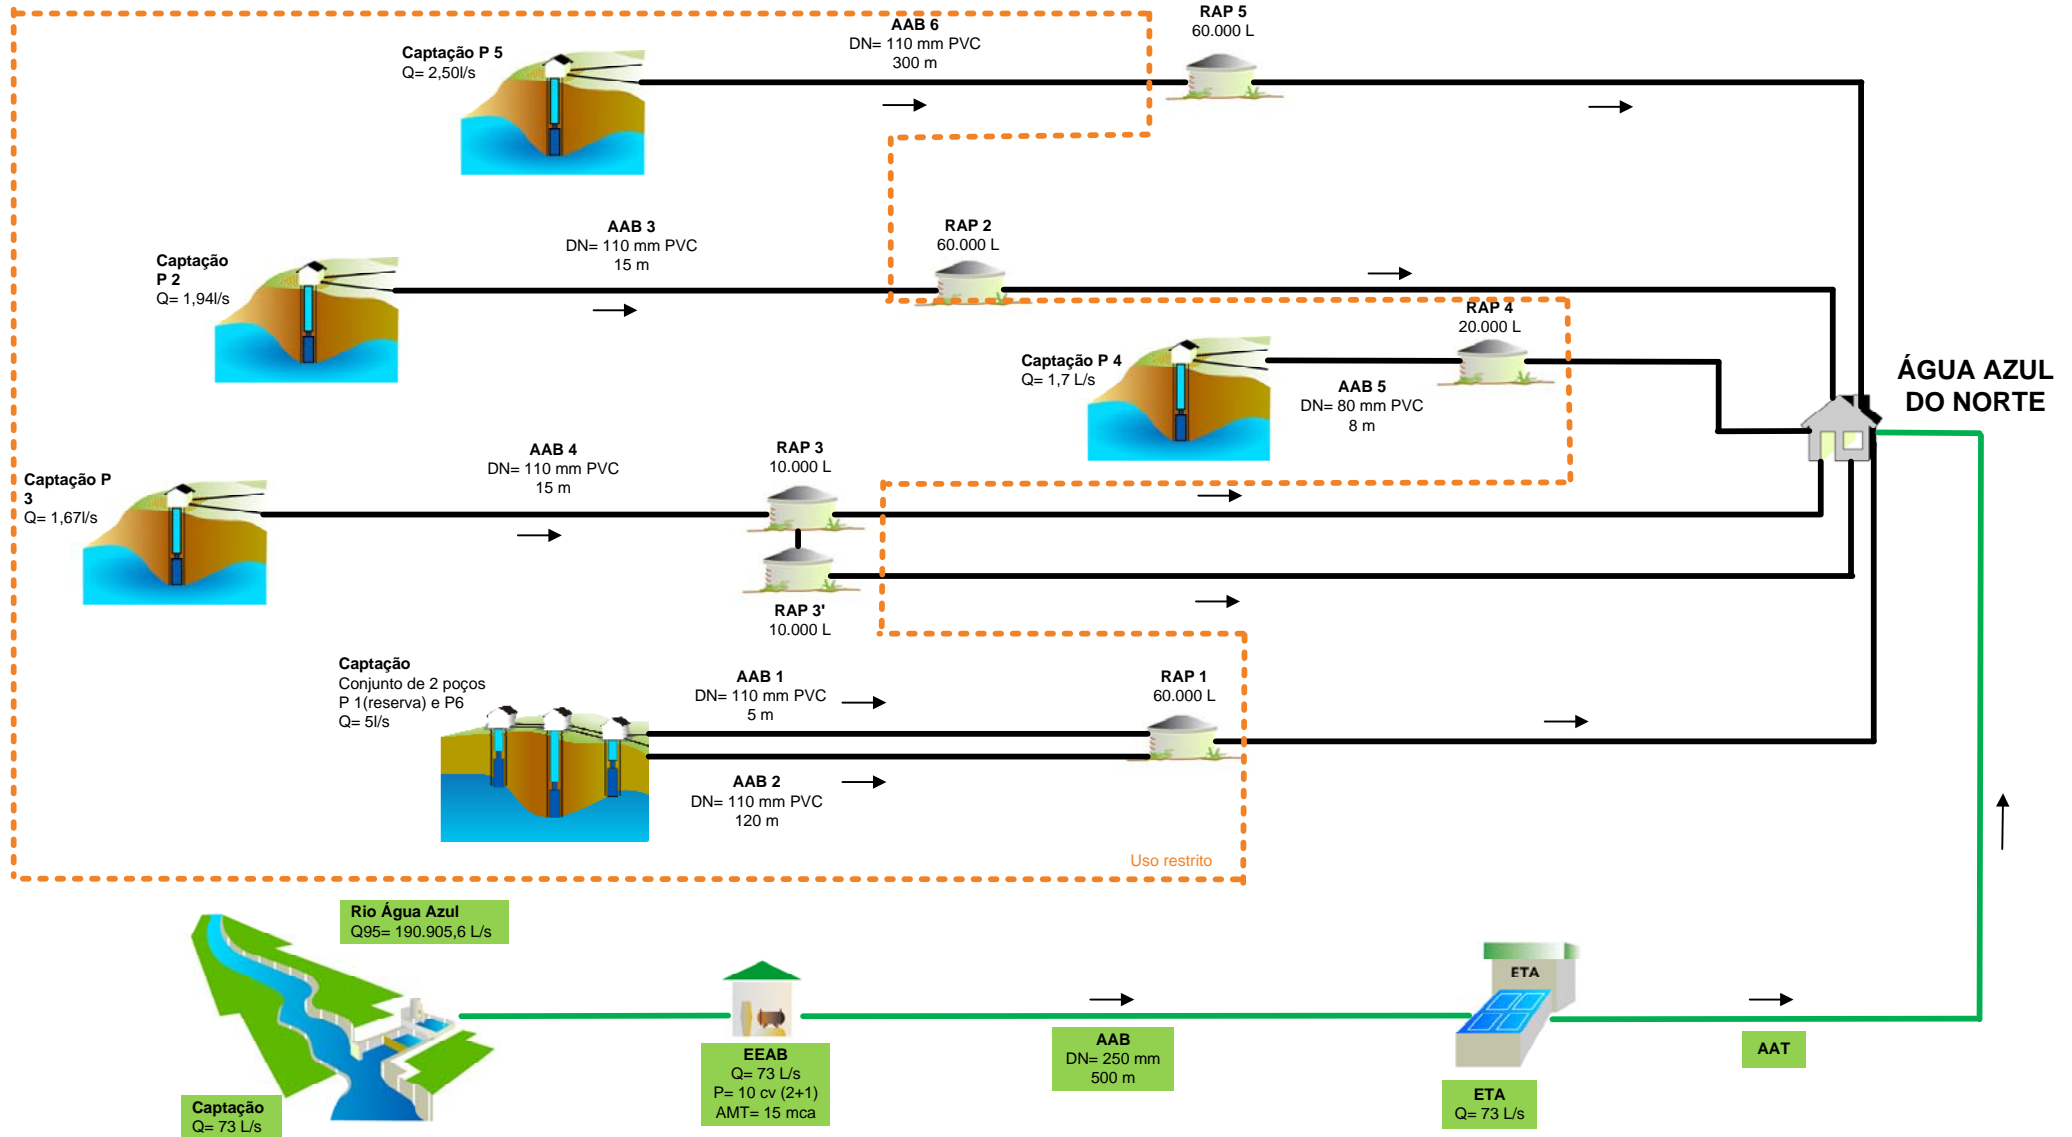 AAB 6
DN= 110 mm PVC
300 m
RAP 5
60.000 L
Captação P 5
Q= 2,50l/s
AAB 3
DN= 110 mm PVC
15 m
RAP 2
60.000 L
Captação
P 2
Q= 1,94l/s
RAP 4
20.000 L
Captação P 4
Q= 1,7 L/s
AAB 5
DN= 80 mm PVC
8 m
ÁGUA AZUL
DO NORTE
AAB 4
DN= 110 mm PVC
15 m
RAP 3
10.000 L
Captação P
3
Q= 1,67l/s
RAP 3'
10.000 L
Captação
Conjunto de 2 poços
P 1(reserva) e P6
Q= 5l/s
AAB 1
DN= 110 mm PVC
5 m
RAP 1
60.000 L
AAB 2
DN= 110 mm PVC
120 m
Uso restrito
Rio Água Azul
Q95= 190.905,6 L/s
ETA
Captação
Q= 73 L/s
EEAB
Q= 73 L/s
P= 10 cv (2+1)
AMT= 15 mca
AAB
DN= 250 mm
500 m
ETA
Q= 73 L/s
AAT